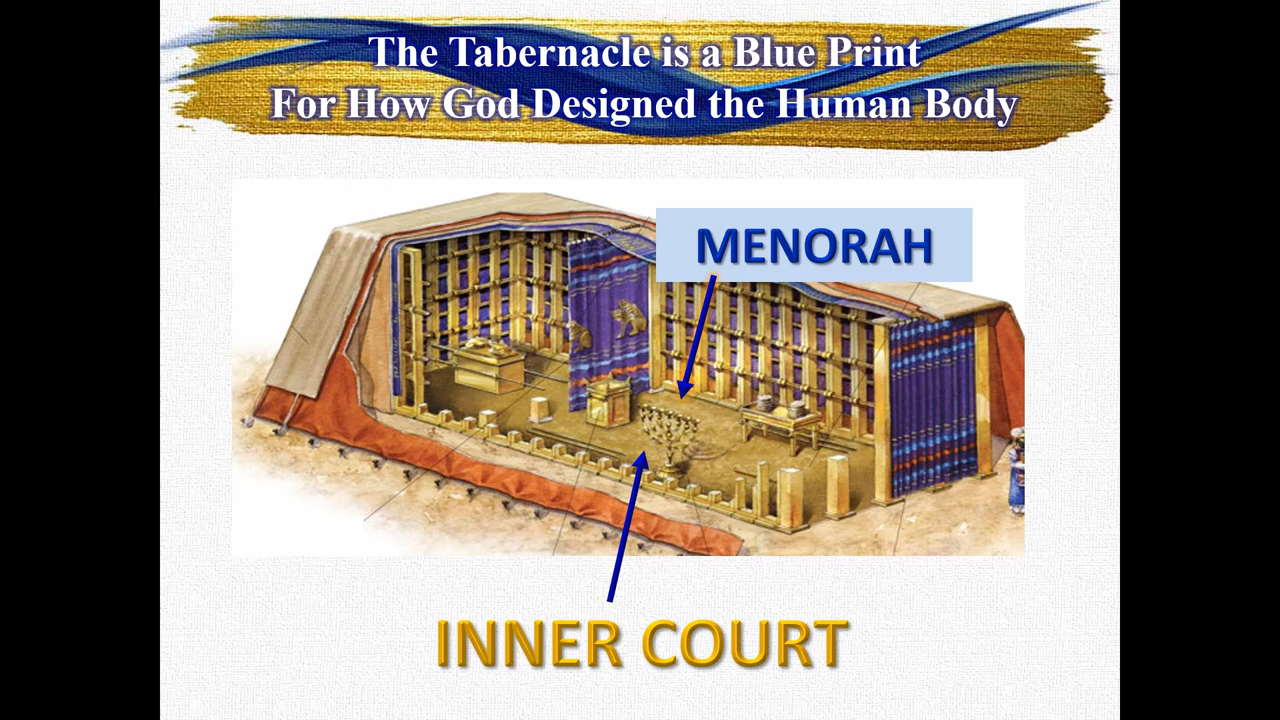 The Tabernacle is a Blue Print
For How God Designed the Human Body
MENORAH
INNER COURT